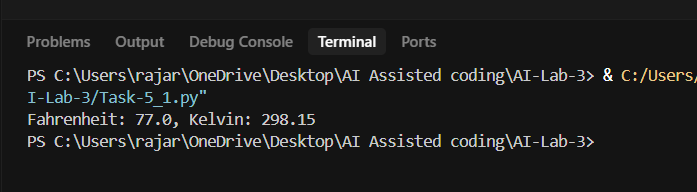 Problems Output Debug Console Terminal Ports
PS C:\Users\rajar\OneDrive\Desktop\AI Assisted coding\AI-Lab-3> & C:/Users/
I-Lab-3/Task-5_1.py"
Fahrenheit: 77.0, Kelvin: 298.15
PS C:\Users\rajar\OneDrive\Desktop\AI Assisted coding\AI-Lab-3>